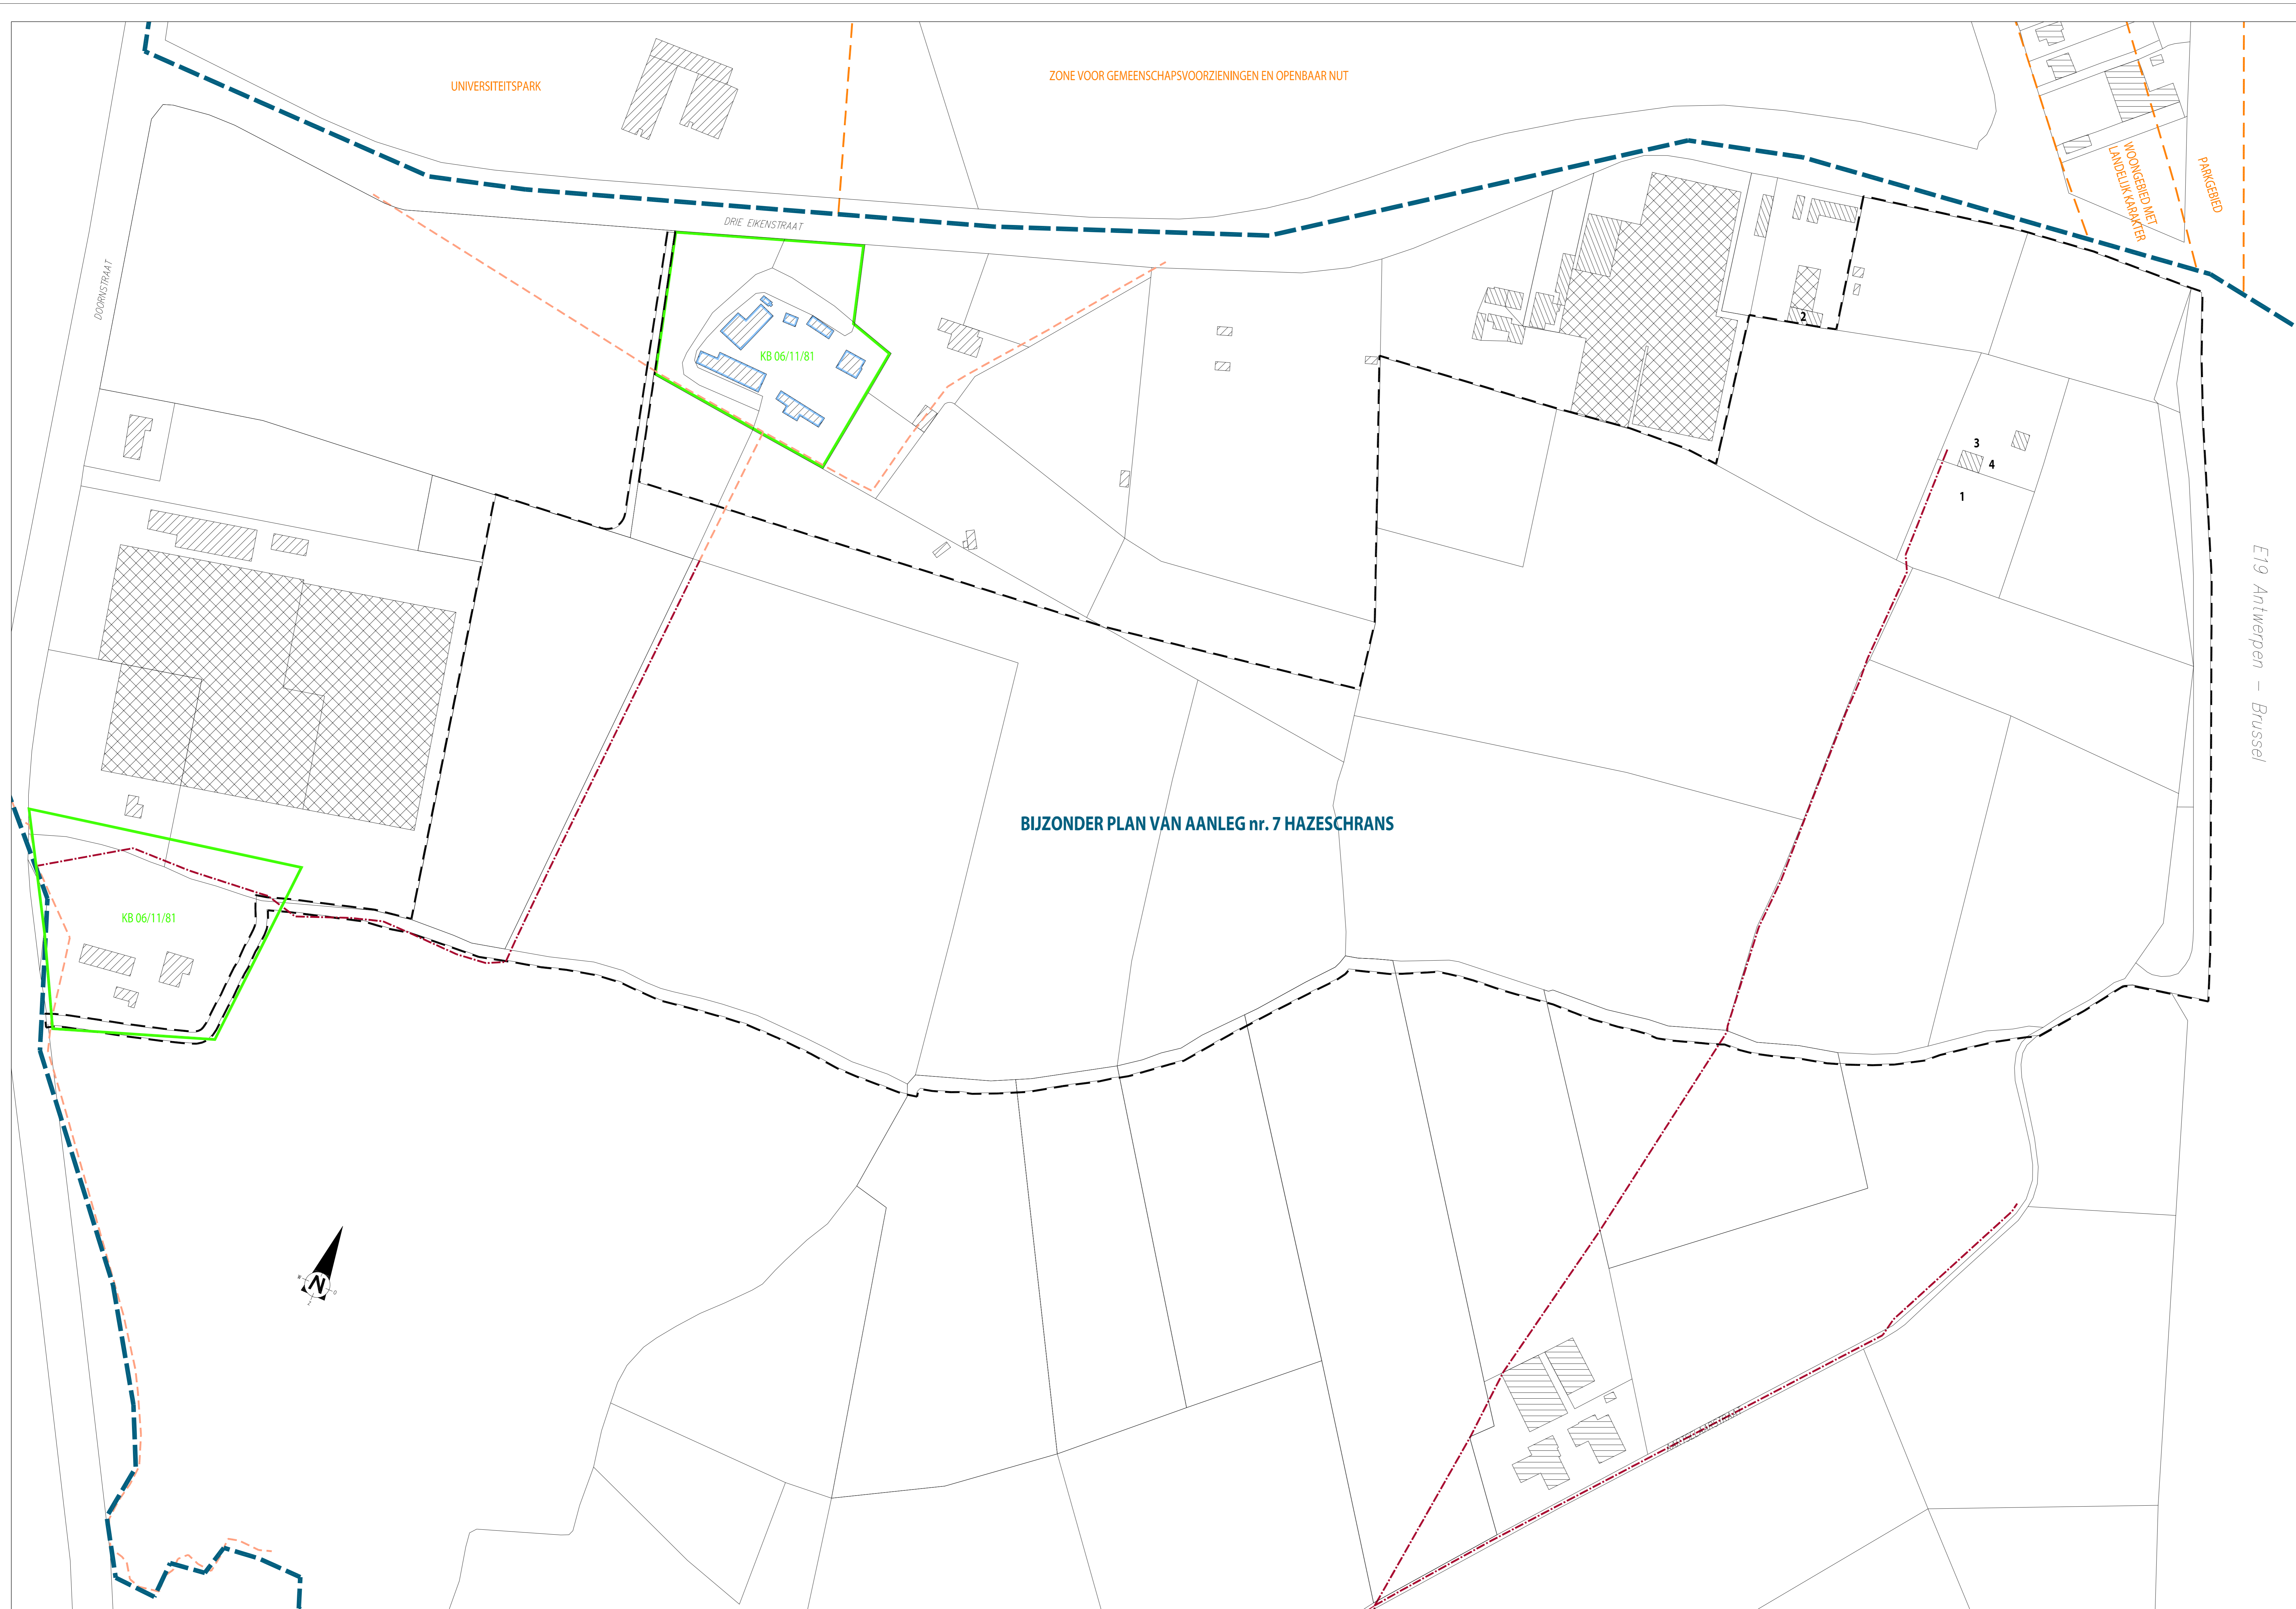 UNIVERSITEITSPARK
ZONE VOOR GEMEENSCHAPSVOORZIENINGEN EN OPENBAAR NUT
WOONGEBIED MET
LANDELIJK KARAKTER
PARKGEBIED
DRIE EIKENSTRAAT
DOORNSTRAAT
KB 06/11/81
2
3
4
1
E19 Antwerpen - Brussel
BIJZONDER PLAN VAN AANLEG nr. 7 HAZESCHRANS
KB 06/11/81
N